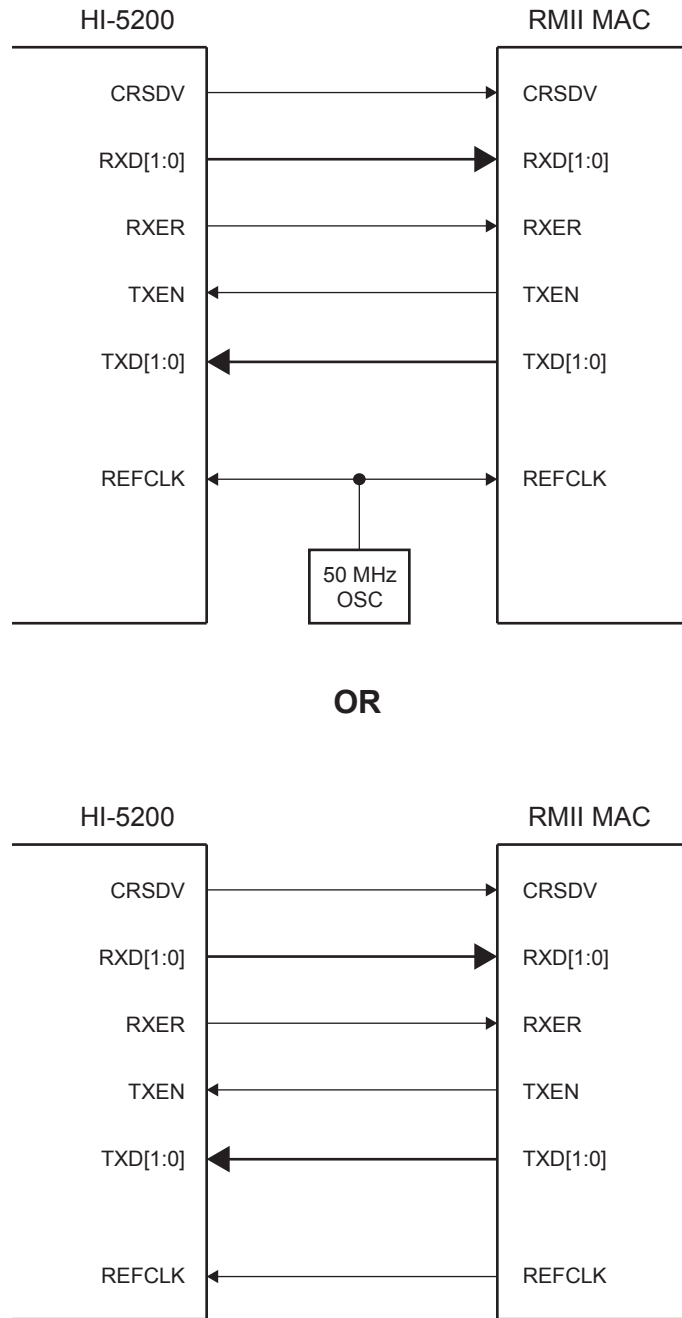 HI-5200 RMII MAC
CRSDV CRSDV
RXD[1:0] RXD[1:0]
RXER RXER
TXEN TXEN
TXD[1:0] TXD[1:0]
REFCLK REFCLK
50 MHz
OSC
OR
HI-5200 RMII MAC
CRSDV CRSDV
RXD[1:0] RXD[1:0]
RXER RXER
TXEN TXEN
TXD[1:0] TXD[1:0]
REFCLK REFCLK